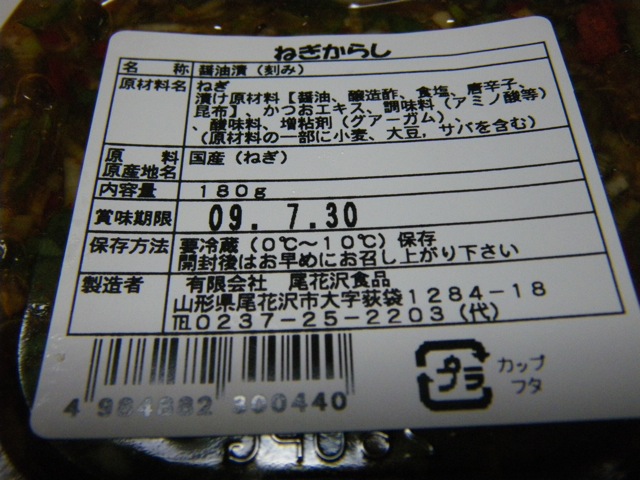 ねぎからし
名 称 醤油漬(刻み)
原材料名 ねぎ
漬け原材料【醤油、醸造酢、食塩、唐辛子、
昆布】、かつおエキス、調味料(アミノ酸等)
、酸味料、増粘剤(グアーガム)、
(原材料の一部に小麦、大豆,サバを含む)
原 料
原産地名 国産(ねぎ)
内容量 180g
賞味期限 09. 7.30
保存方法 要冷蔵(0℃~10℃)保存
開封後はお早めにお召し上がり下さい
製造者 有限会社 尾花沢食品
山形県尾花沢市大字荻袋1284-18
℡0237-25-2203(代)
プラ カップ
フタ